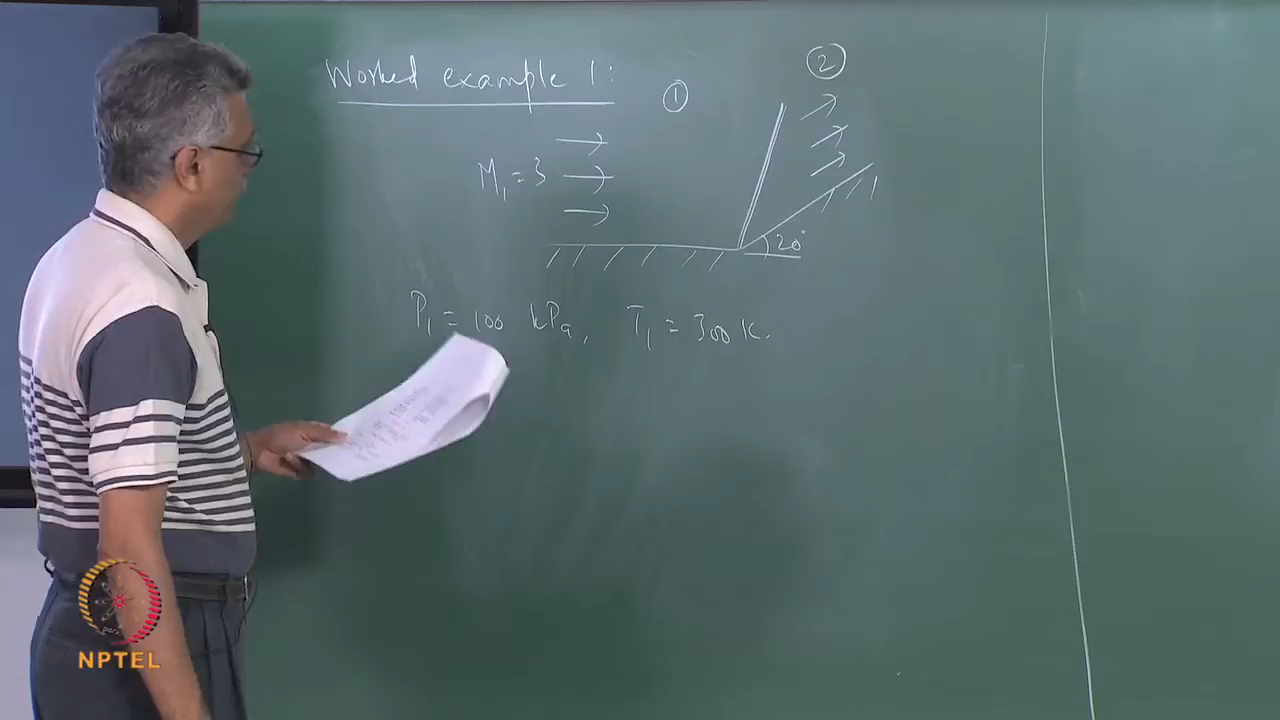 Worked example 1:
①
②
M₁ = 3
20°
P₁ = 100 kPa, T₁ = 300 K.
NPTEL